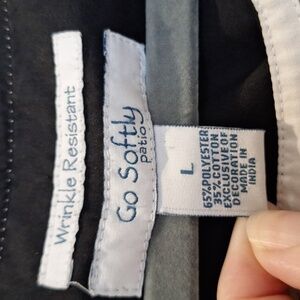 Wrinkle Resistant
Go Softly
patio
L
65% POLYESTER
35% COTTON
EXCLUSIVE OF
DECORATION
MADE IN
INDIA